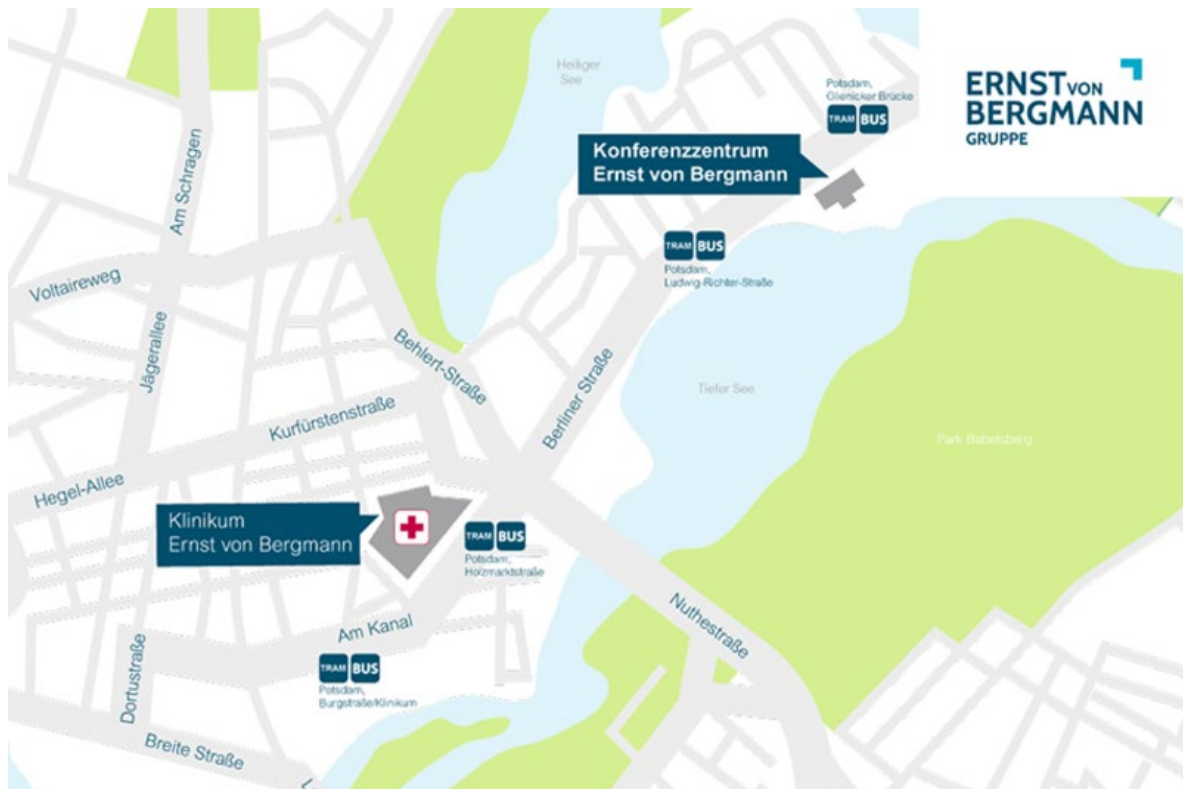 Heiliger
See
Potsdam,
Glienicker Brücke
TRAM BUS
ERNST VON
BERGMANN
GRUPPE
Konferenzzentrum
Ernst von Bergmann
Am Schragen
TRAM BUS
Potsdam,
Ludwig-Richter-Straße
Voltaireweg
Jägerallee
Behlert-Straße
Berliner Straße
Tiefer See
Kurfürstenstraße
Park Babelsberg
Hegel-Allee
Klinikum
Ernst von Bergmann
TRAM BUS
Potsdam,
Holzmarktstraße
Nuthestraße
Am Kanal
TRAM BUS
Potsdam,
Burgstraße/Klinikum
Dortustraße
Breite Straße